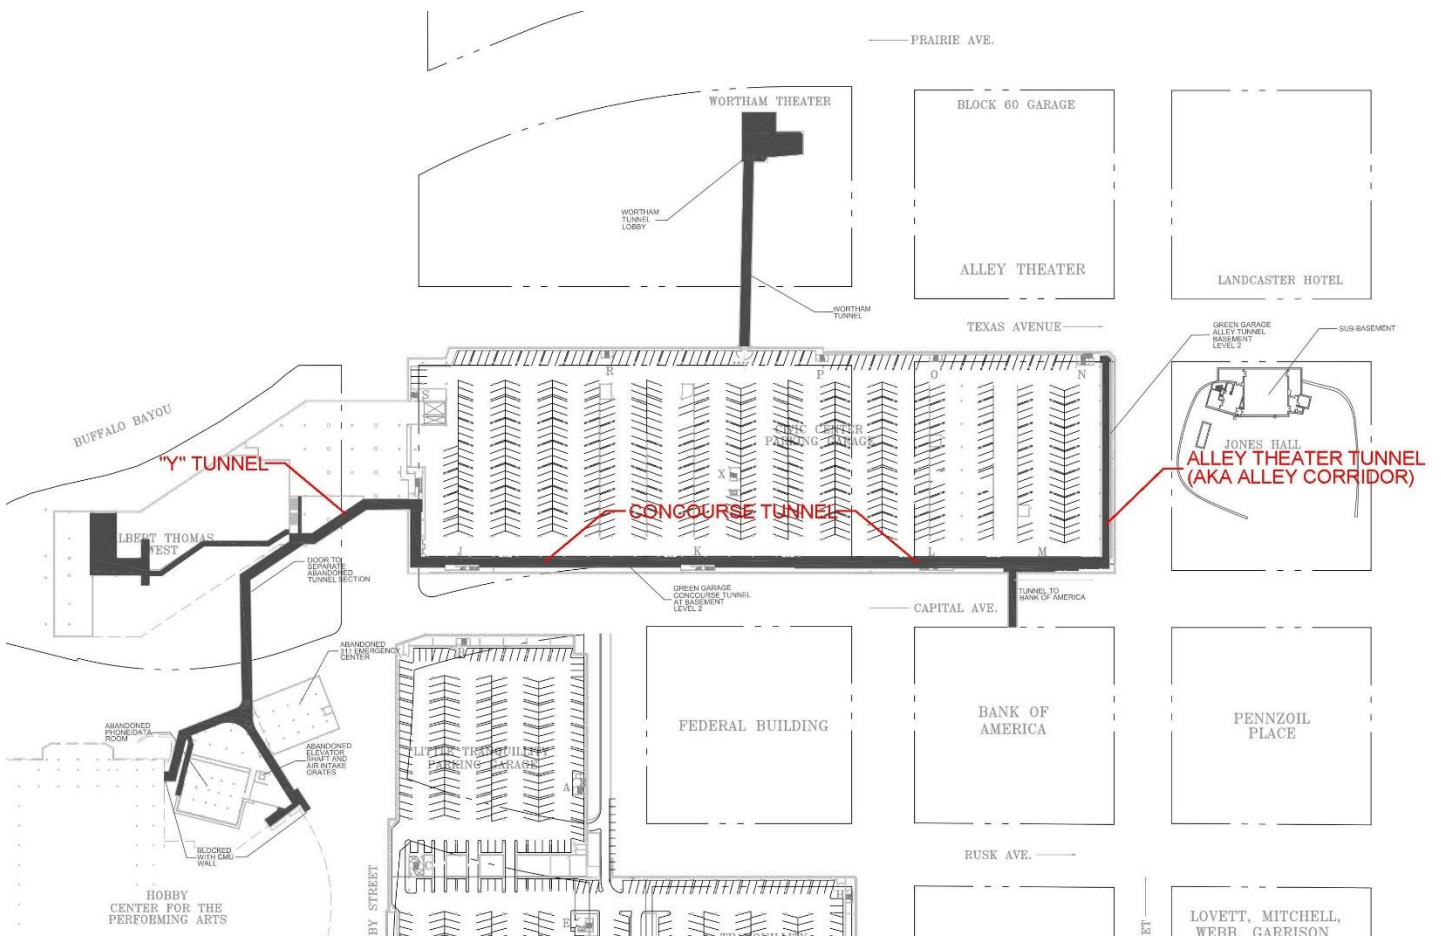 PRAIRIE AVE.
WORTHAM THEATER
BLOCK 60 GARAGE
WORTHAM
TUNNEL
LOBBY
ALLEY THEATER
LANDCASTER HOTEL
WORTHAM
TUNNEL
TEXAS AVENUE
GREEN GARAGE
ALLEY TUNNEL
BASEMENT
LEVEL 2
SUB-BASEMENT
R
P
O
N
S
BUFFALO BAYOU
CIVIC CENTER
PARKING GARAGE
JONES HALL
"Y" TUNNEL
X
ALLEY THEATER TUNNEL
(AKA ALLEY CORRIDOR)
CONCOURSE TUNNEL
LBERT THOMAS
WEST
J
K
L
M
DOOR TO
SEPARATE
ABANDONED
TUNNEL SECTION
GREEN GARAGE
CONCOURSE TUNNEL
AT BASEMENT
LEVEL 2
TUNNEL TO
BANK OF AMERICA
CAPITAL AVE.
ABANDONED
311 EMERGENCY
CENTER
B
FEDERAL BUILDING
BANK OF
AMERICA
PENNZOIL
PLACE
ABANDONED
PHONE/DATA
ROOM
ABANDONED
ELEVATOR
SHAFT AND
AIR INTAKE
GRATES
LITTLE TRANQUILLITY
PARKING GARAGE
A
BLOCKED
WITH CMU
WALL
RUSK AVE.
C
HOBBY
CENTER FOR THE
PERFORMING ARTS
BY STREET
H
E
TRANQUILLITY
ET
LOVETT, MITCHELL,
WEBB, GARRISON